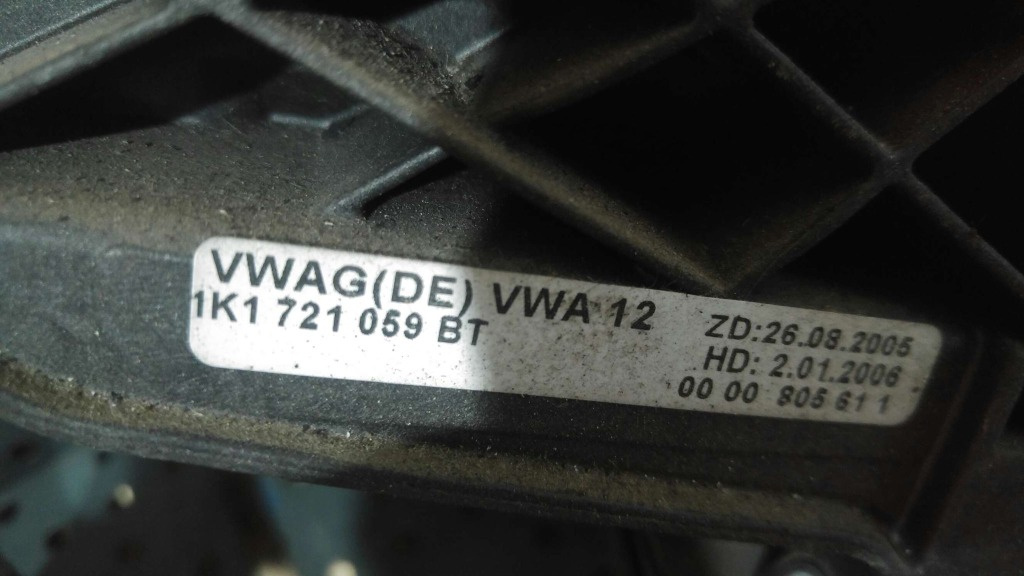 VWAG(DE) VWA 12
1K1 721 059 BT
ZD:26.08.2005
HD: 2.01.2006
00 00 805 61 1